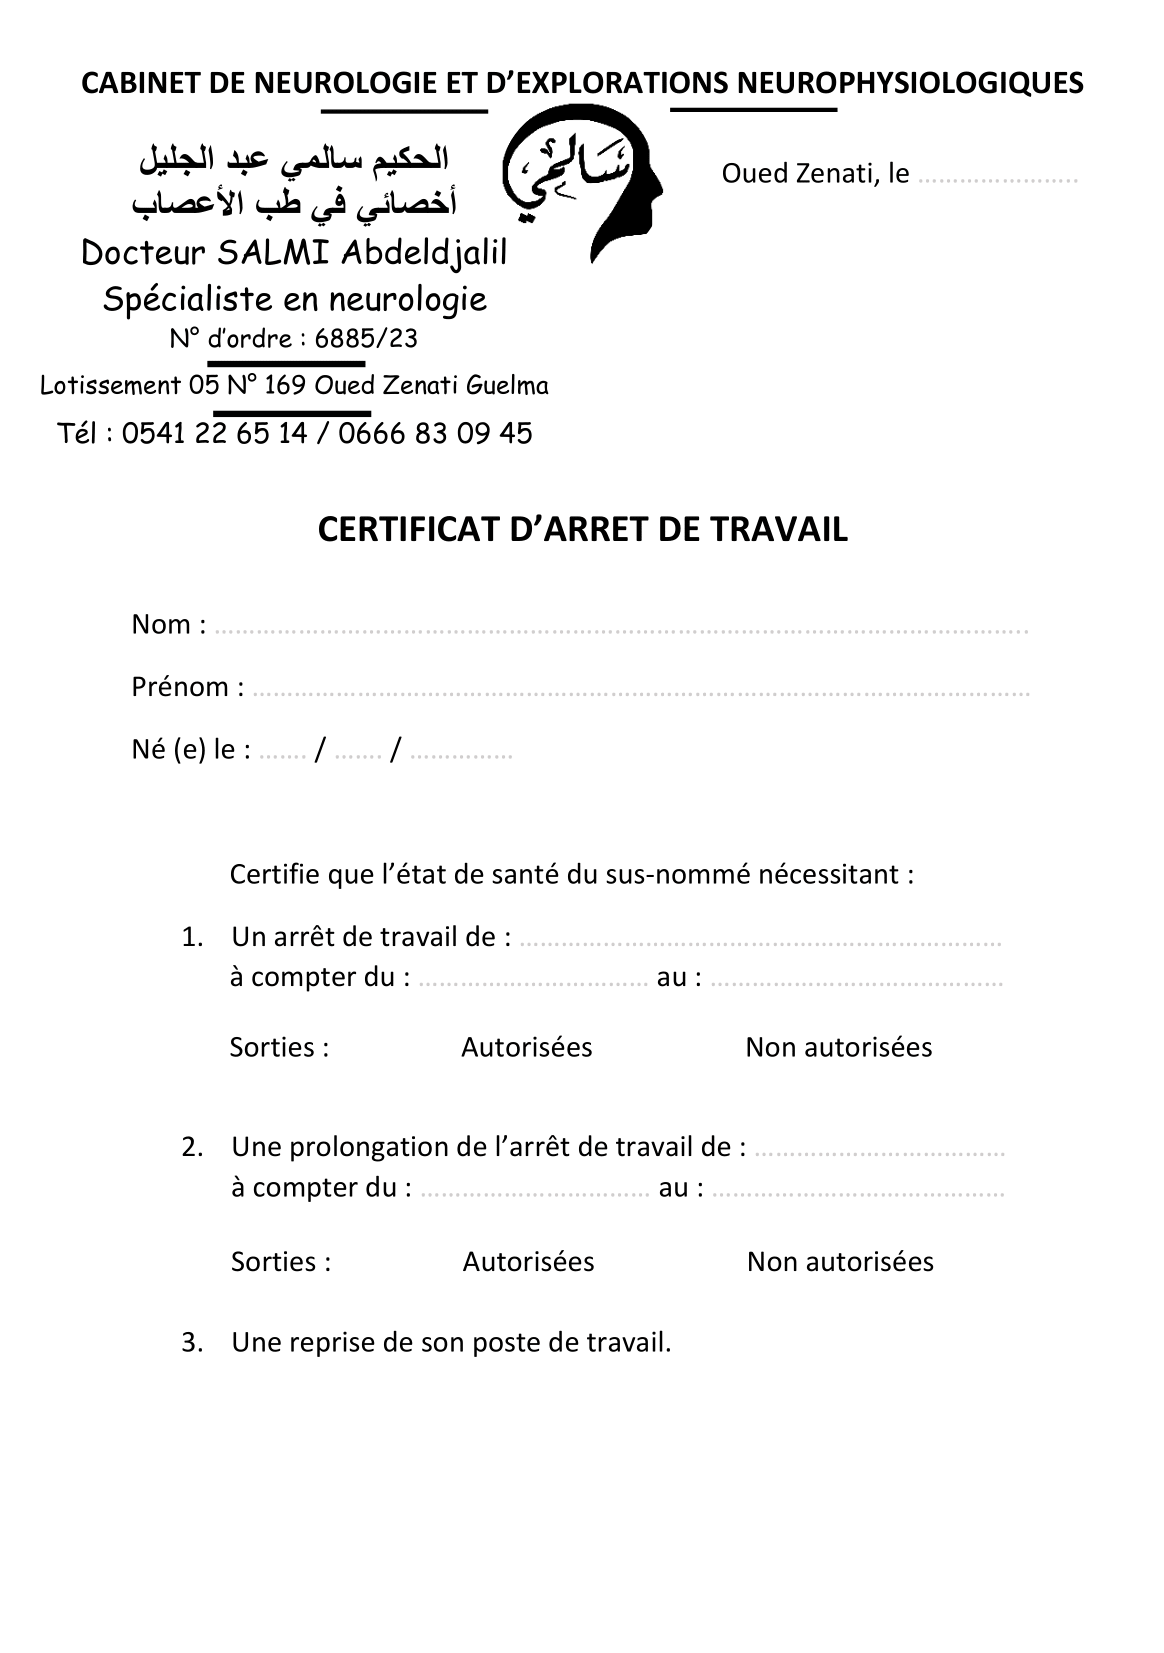 CABINET DE NEUROLOGIE ET D’EXPLORATIONS NEUROPHYSIOLOGIQUES
الحكيم سالمي عبد الجليل
أخصائي في طب الأعصاب
Docteur SALMI Abdeldjalil
Spécialiste en neurologie
N° d’ordre : 6885/23
Lotissement 05 N° 169 Oued Zenati Guelma
Tél : 0541 22 65 14 / 0666 83 09 45
سالمي
Oued Zenati, le .......................
CERTIFICAT D’ARRET DE TRAVAIL
Nom : ........................................................................
Prénom : ........................................................................
Né (e) le : ....... / ....... / ...............
Certifie que l’état de santé du sus-nommé nécessitant :
1. Un arrêt de travail de : ............................................................
à compter du : ................................. au : ..........................................
Sorties : Autorisées Non autorisées
2. Une prolongation de l’arrêt de travail de : ....................................
à compter du : ................................. au : ..........................................
Sorties : Autorisées Non autorisées
3. Une reprise de son poste de travail.